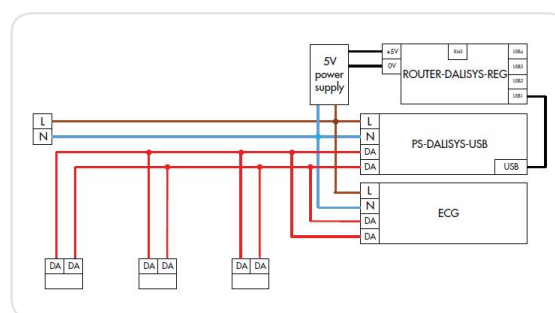 5V
power
supply
+5V
0V
RJ45
USB4
USB3
USB2
USB1
ROUTER-DALISYS-REG
L
N
L
N
DA
DA
PS-DALISYS-USB
USB
L
N
DA
DA
ECG
DA DA
DA DA
DA DA